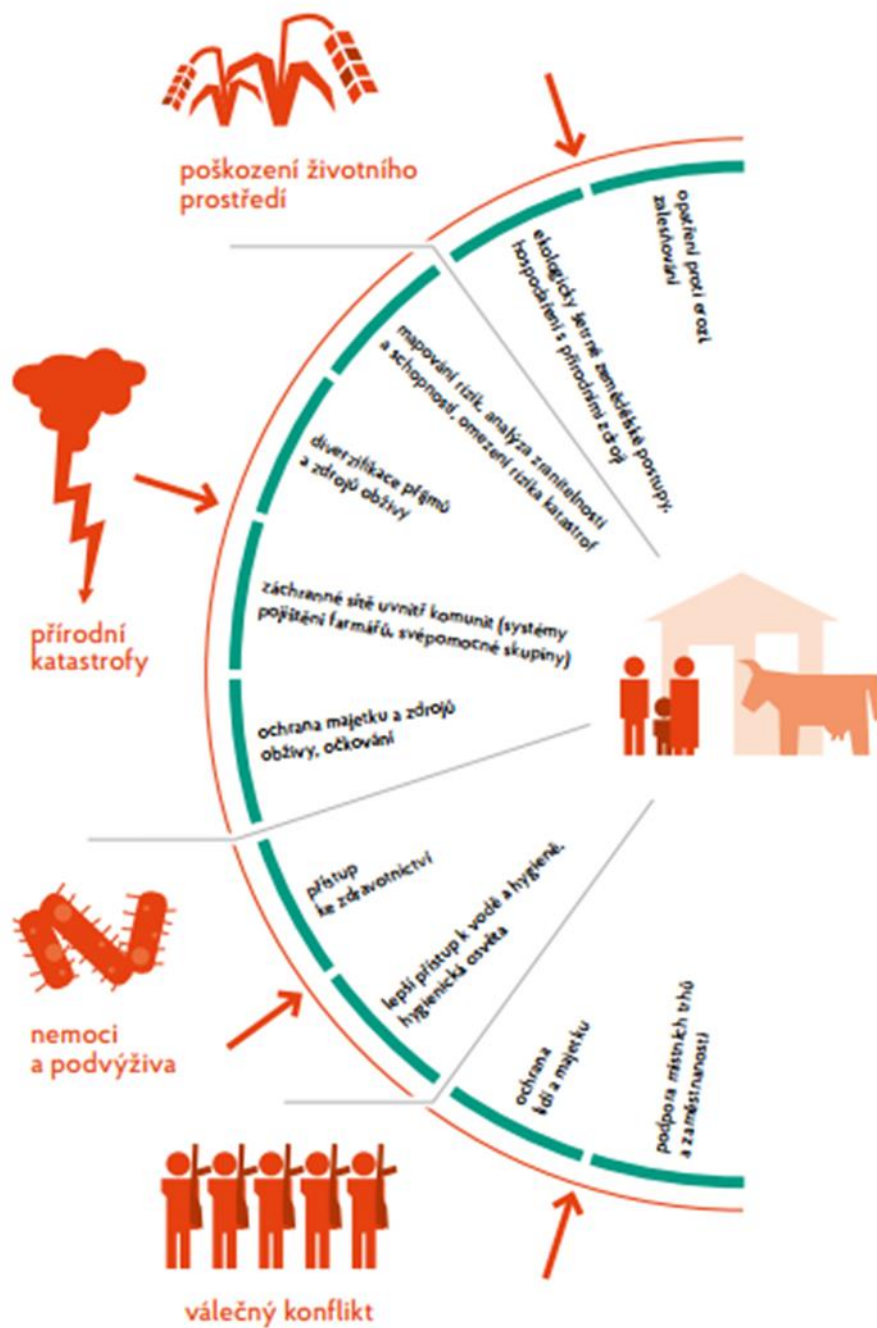 poškození životního
prostředí
opatření proti erozi,
zalesňování
ekologicky šetrné zemědělské postupy,
hospodaření s přírodními zdroji
mapování rizik, analýza zranitelnosti
a schopností, omezení rizika katastrof
diverzifikace příjmů
a zdrojů obživy
přírodní
katastrofy
záchranné sítě uvnitř komunit (systémy
pojištění farmářů, svépomocné skupiny)
ochrana majetku a zdrojů
obživy, očkování
přístup
ke zdravotnictví
lepší přístup k vodě a hygieně,
hygienická osvěta
nemoci
a podvýživa
ochrana
lidí a majetku
podpora místních trhů
a zaměstnanosti
válečný konflikt